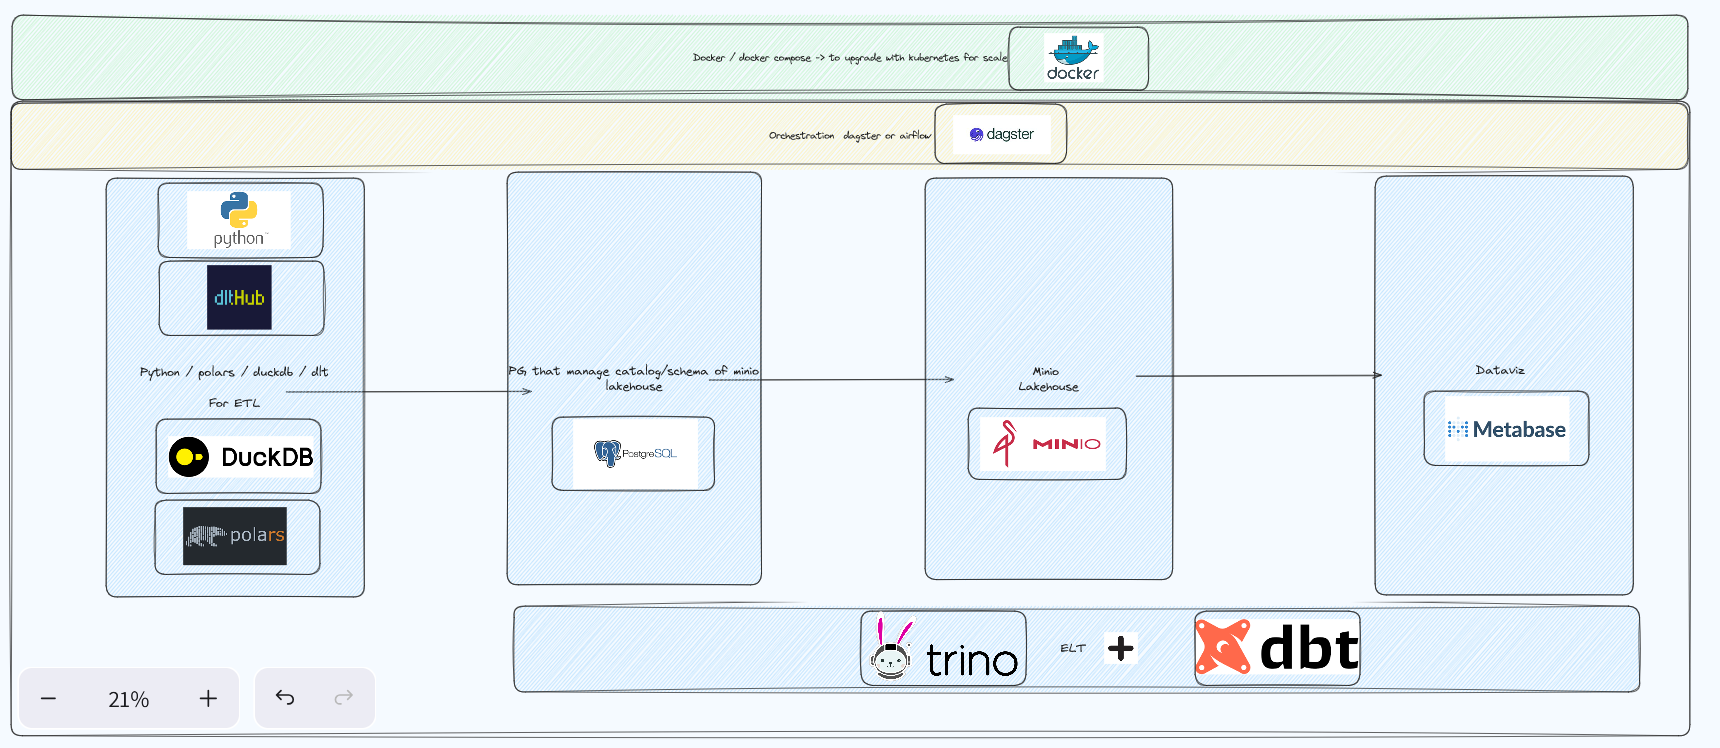 Docker / docker compose -> to upgrade with kubernetes for scale
docker
Orchestration dagster or airflow
dagster
python™
dltHub
Python / polars / duckdb / dlt
For ETL
DuckDB
polars
PG that manage catalog/schema of minio
lakehouse
PostgreSQL
Minio
Lakehouse
MINIO
Dataviz
Metabase
trino
ELT
+
dbt
− 21% +